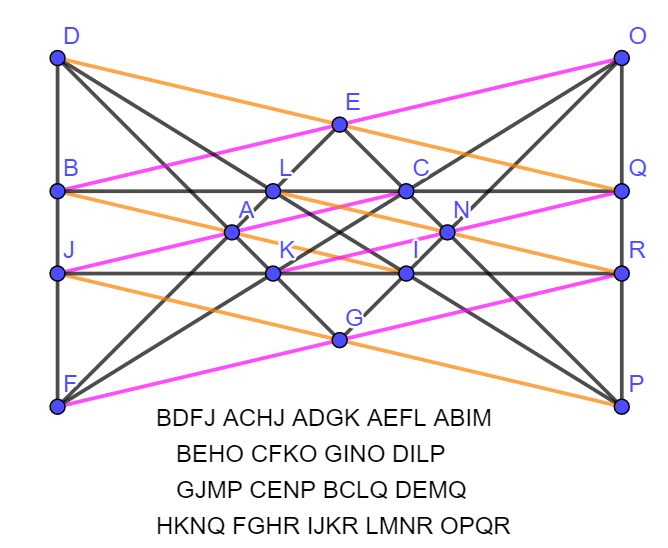 D O
E
B L C Q
A N
J K I R
G
F P
BDFJ ACHJ ADGK AEFL ABIM
BEHO CFKO GINO DILP
GJMP CENP BCLQ DEMQ
HKNQ FGHR IJKR LMNR OPQR